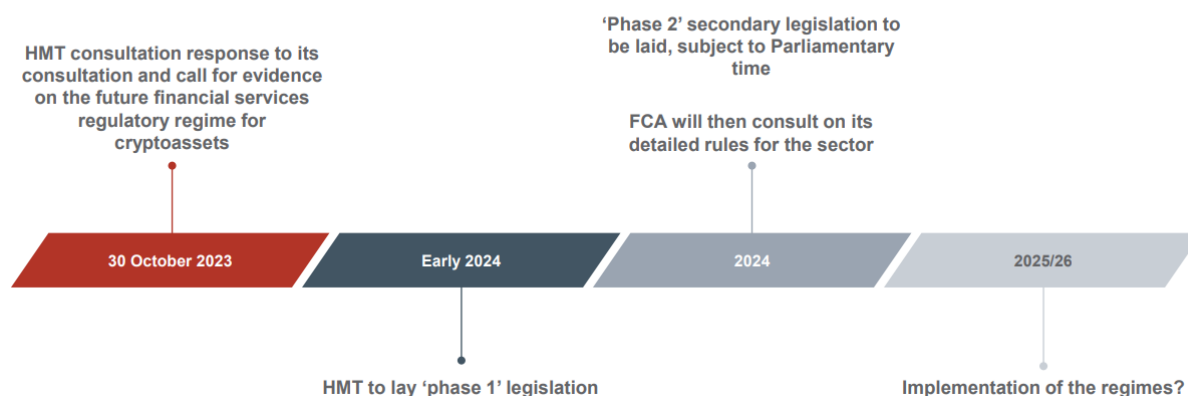 HMT consultation response to its
consultation and call for evidence
on the future financial services
regulatory regime for
cryptoassets
‘Phase 2’ secondary legislation to
be laid, subject to Parliamentary
time
FCA will then consult on its
detailed rules for the sector
30 October 2023
Early 2024
2024
2025/26
HMT to lay ‘phase 1’ legislation
Implementation of the regimes?